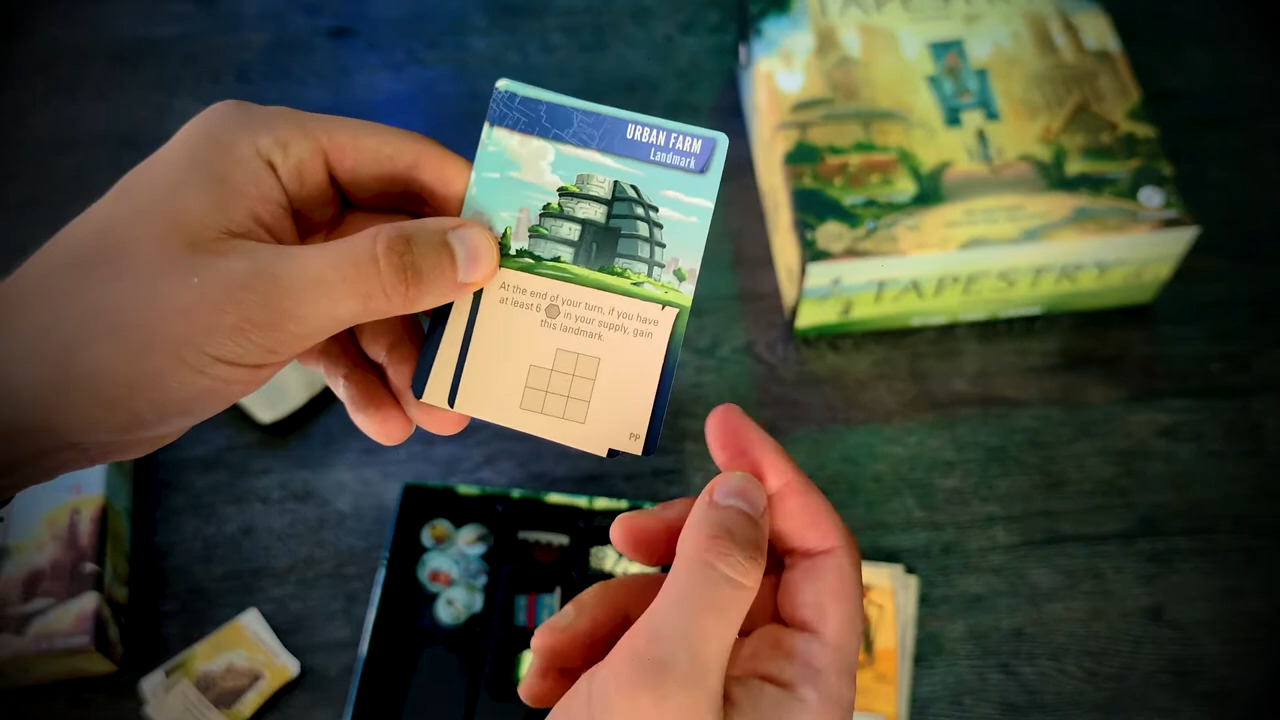 TAPESTRY
URBAN FARM
Landmark
At the end of your turn, if you have
at least 6 in your supply, gain
this landmark.
PP
TAPESTRY